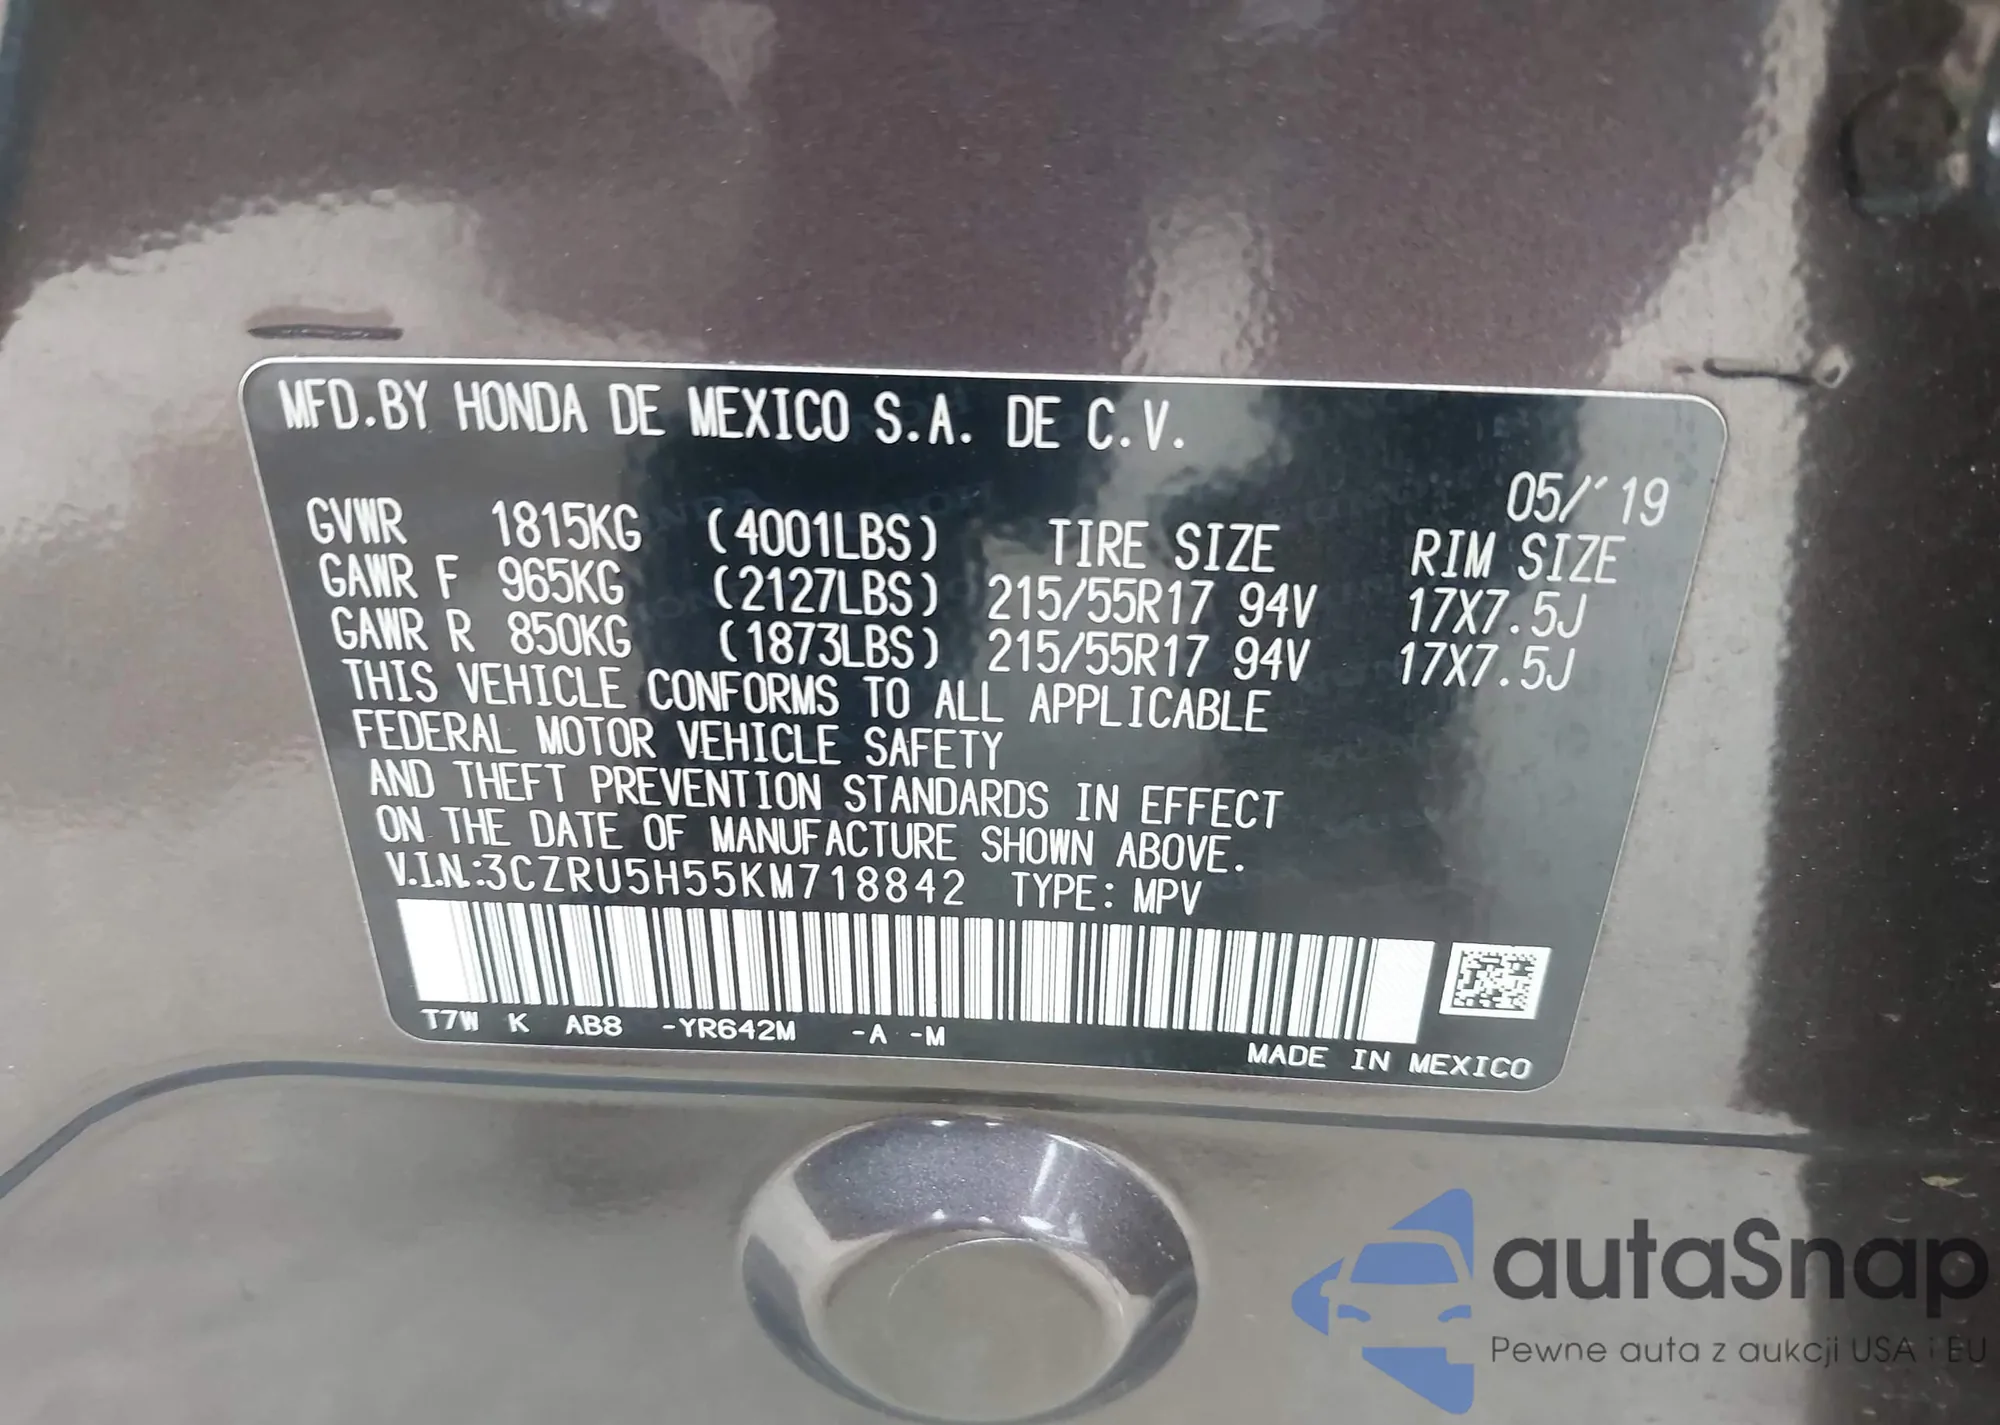 MFD.BY HONDA DE MEXICO S.A. DE C.V.
05/'19
GVWR 1815KG (4001LBS) TIRE SIZE RIM SIZE
GAWR F 965KG (2127LBS) 215/55R17 94V 17X7.5J
GAWR R 850KG (1873LBS) 215/55R17 94V 17X7.5J
THIS VEHICLE CONFORMS TO ALL APPLICABLE
FEDERAL MOTOR VEHICLE SAFETY
AND THEFT PREVENTION STANDARDS IN EFFECT
ON THE DATE OF MANUFACTURE SHOWN ABOVE.
V.I.N.:3CZRU5H55KM718842 TYPE: MPV
T7W K AB8 -YR642M -A -M
MADE IN MEXICO
autaSnap
Pewne auta z aukcji USA i EU